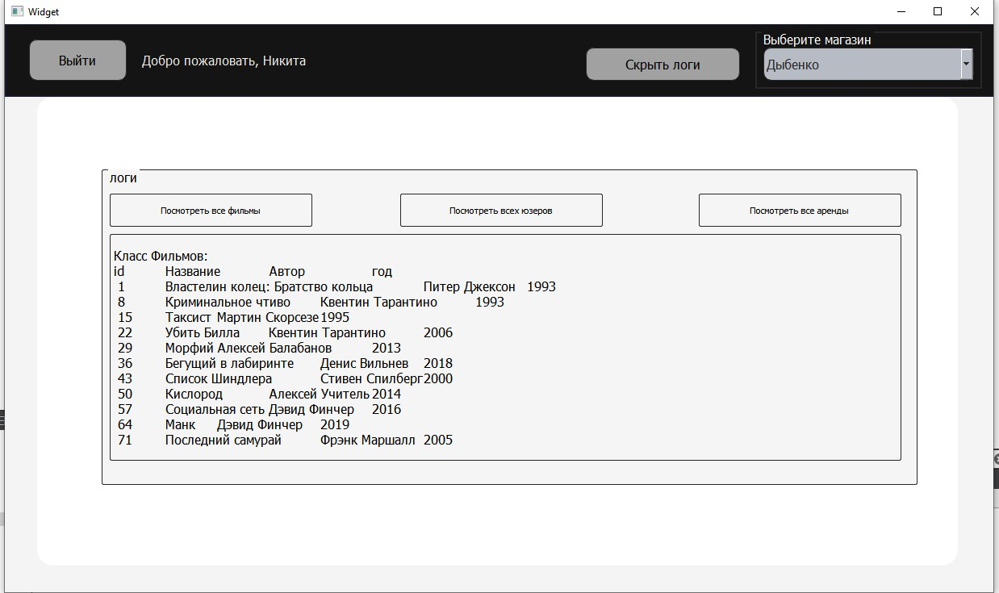 Widget
Выйти
Добро пожаловать, Никита
Скрыть логи
Выберите магазин
Дыбенко
логи
Посмотреть все фильмы
Посмотреть всех юзеров
Посмотреть все аренды
Класс Фильмов:
id Название Автор год
1 Властелин колец: Братство кольца Питер Джексон 1993
8 Криминальное чтиво Квентин Тарантино 1993
15 Таксист Мартин Скорсезе 1995
22 Убить Билла Квентин Тарантино 2006
29 Морфий Алексей Балабанов 2013
36 Бегущий в лабиринте Денис Вильнев 2018
43 Список Шиндлера Стивен Спилберг 2000
50 Кислород Алексей Учитель 2014
57 Социальная сеть Дэвид Финчер 2016
64 Манк Дэвид Финчер 2019
71 Последний самурай Фрэнк Маршалл 2005